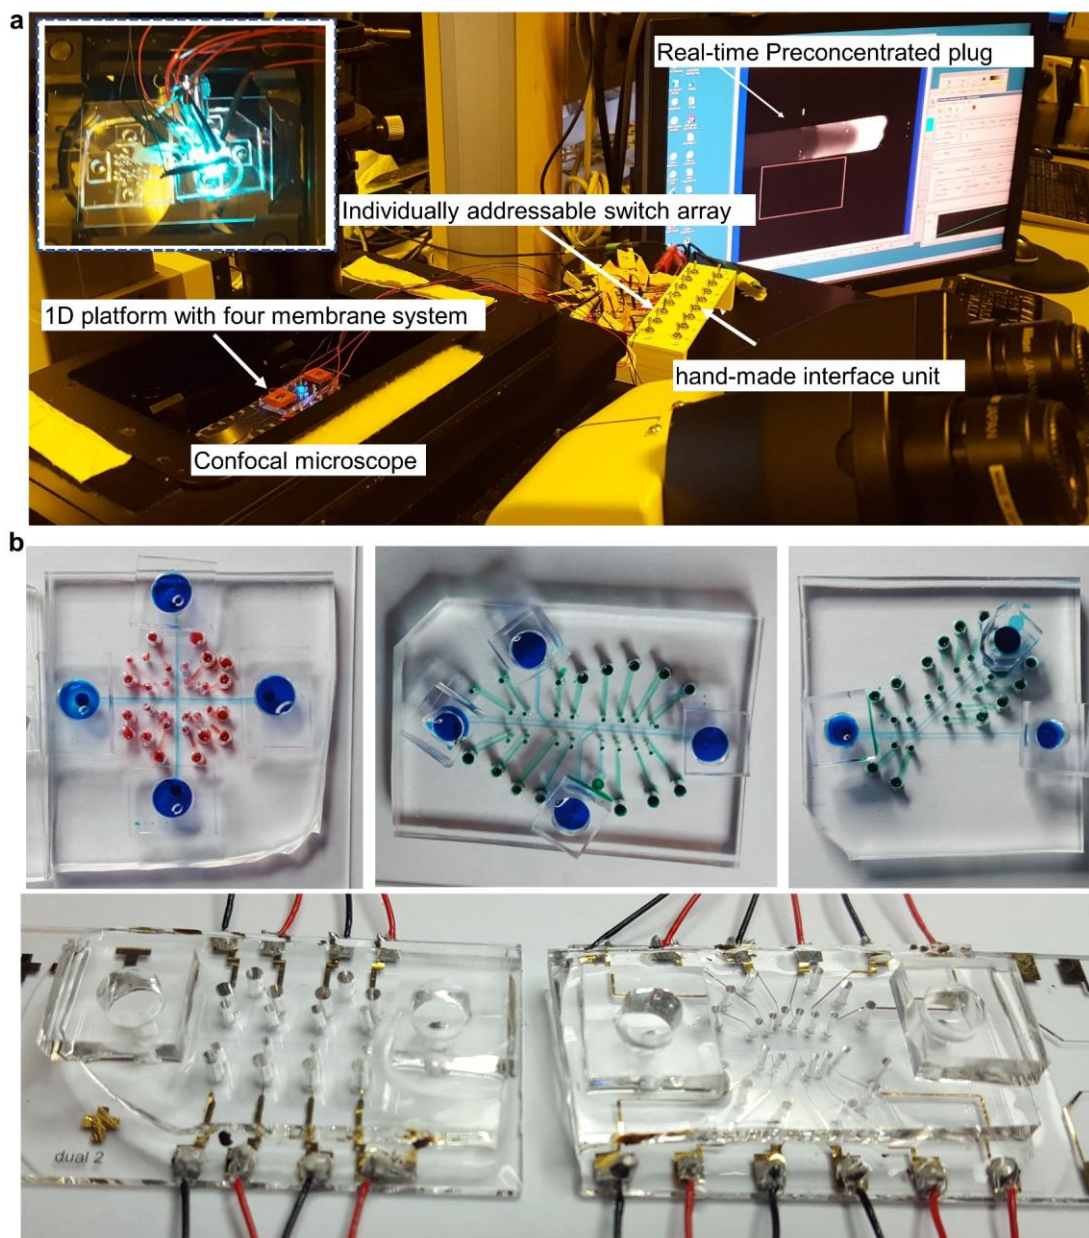 a
Real-time Preconcentrated plug
Individually addressable switch array
1D platform with four membrane system
hand-made interface unit
Confocal microscope
b
dual 2